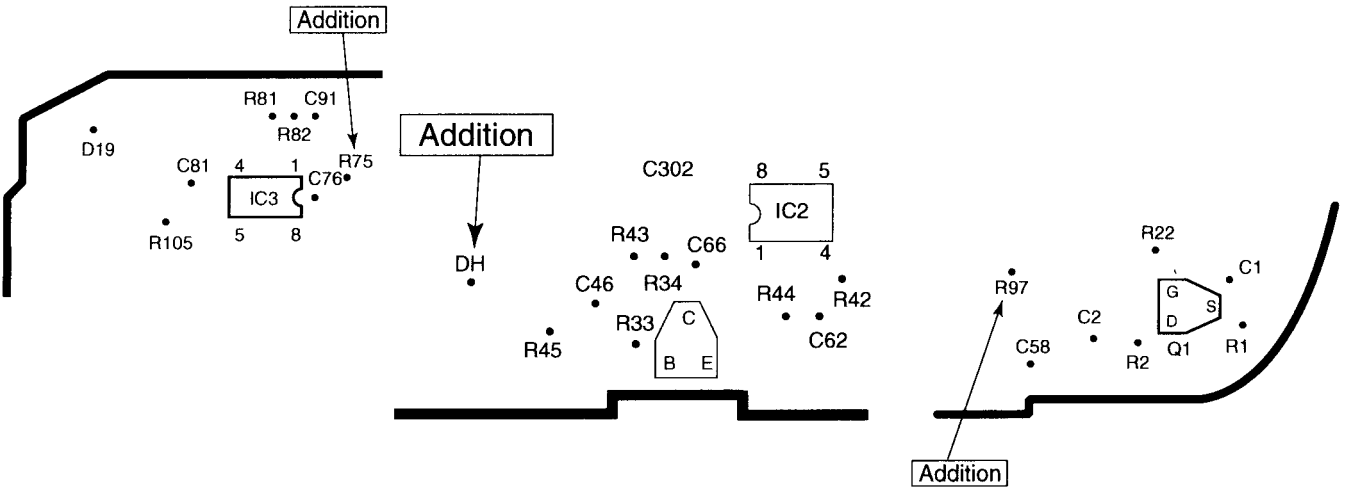 Addition
R81
C91
R82
D19
R75
C81
4
1
C76
IC3
R105
5
8
Addition
C302
8
5
IC2
1
4
DH
R43
C66
R34
C46
R33
R45
C
B
E
R44
R42
C62
R22
R97
G
S
D
Q1
C1
C2
R2
R1
C58
Addition